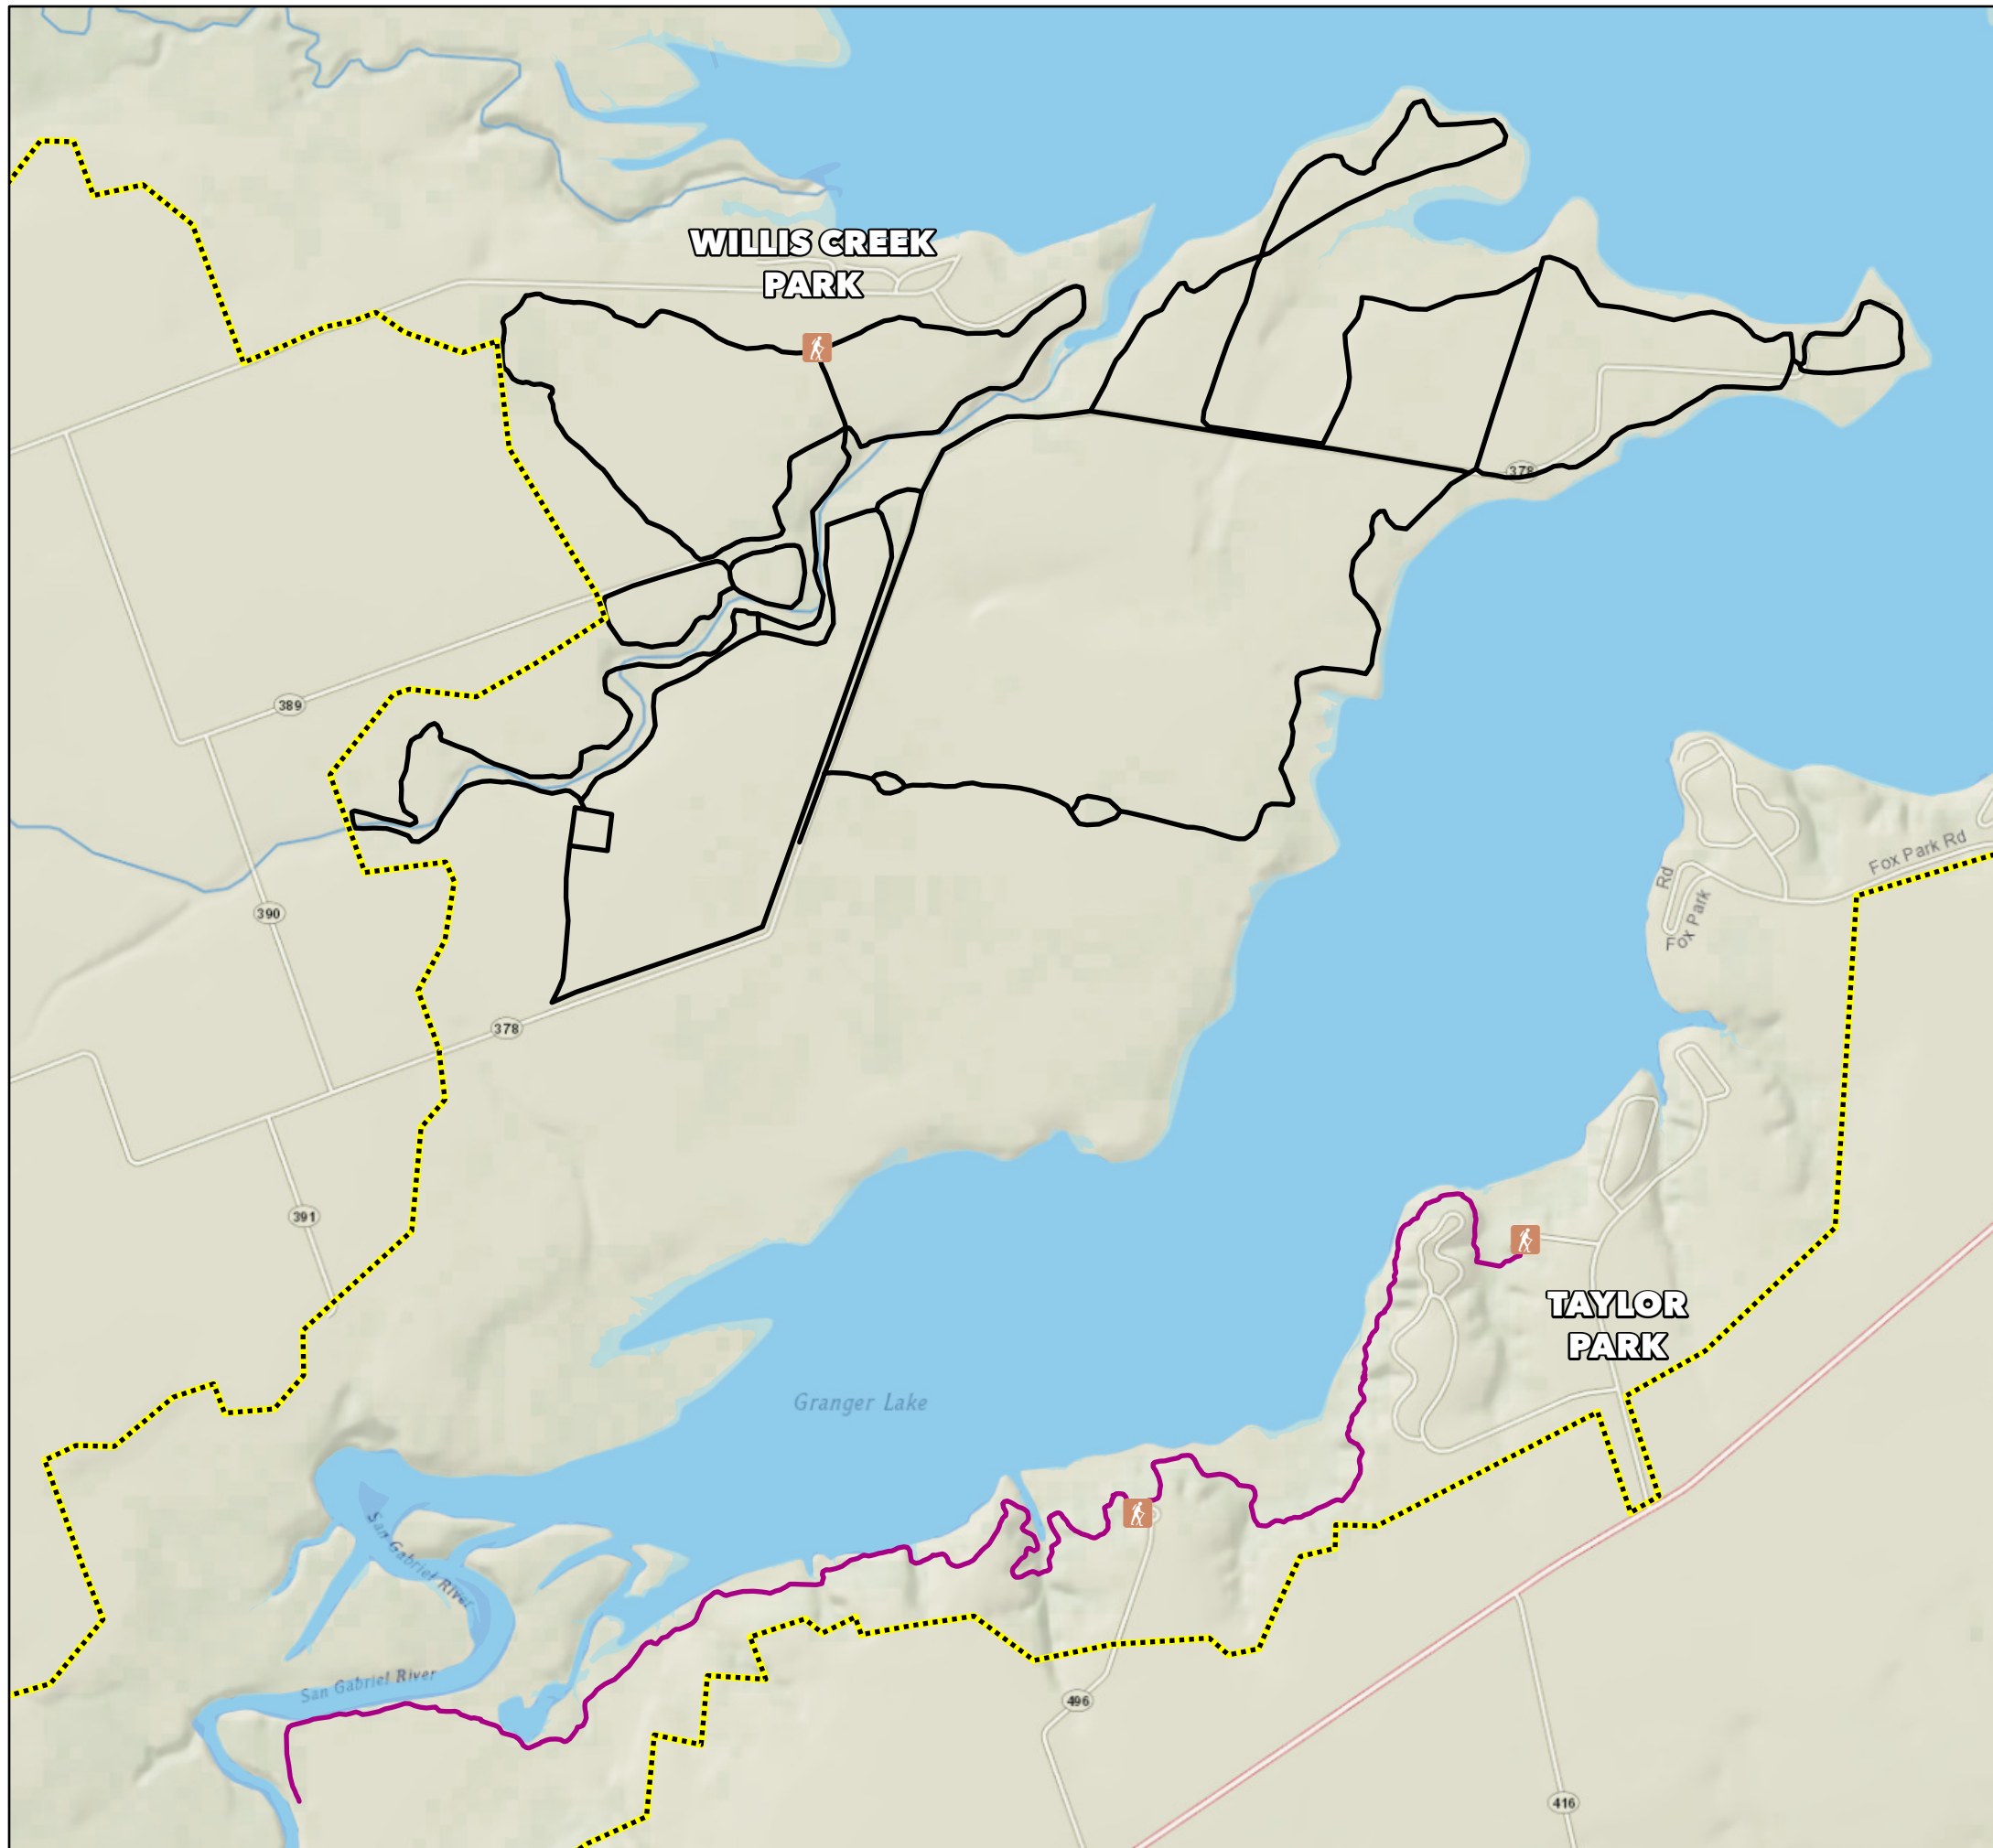 WILLIS CREEK
PARK
378
389
Fox Park Rd
Rd
Fox Park
390
378
391
TAYLOR
PARK
Granger Lake
San Gabriel River
San Gabriel River
496
416